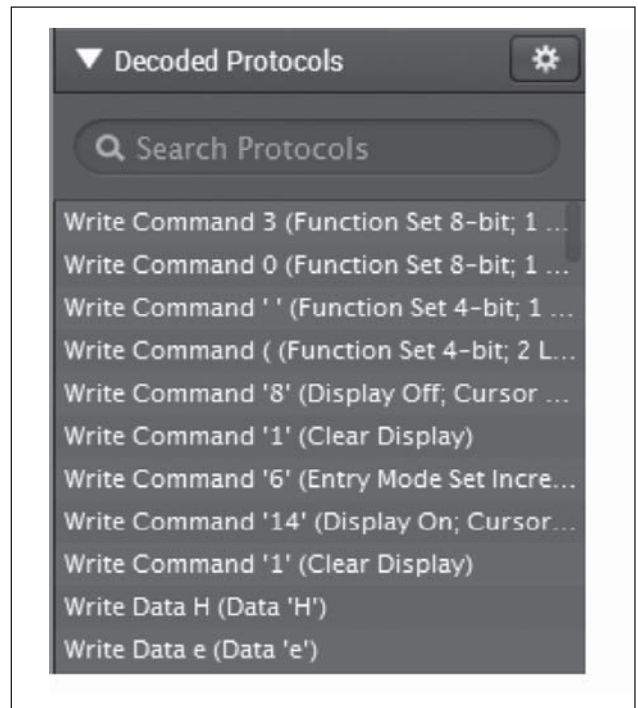 Decoded Protocols
Search Protocols
Write Command 3 (Function Set 8-bit; 1 ...
Write Command 0 (Function Set 8-bit; 1 ...
Write Command ' ' (Function Set 4-bit; 1 ...
Write Command ( (Function Set 4-bit; 2 L...
Write Command '8' (Display Off; Cursor ...
Write Command '1' (Clear Display)
Write Command '6' (Entry Mode Set Incre...
Write Command '14' (Display On; Cursor...
Write Command '1' (Clear Display)
Write Data H (Data 'H')
Write Data e (Data 'e')